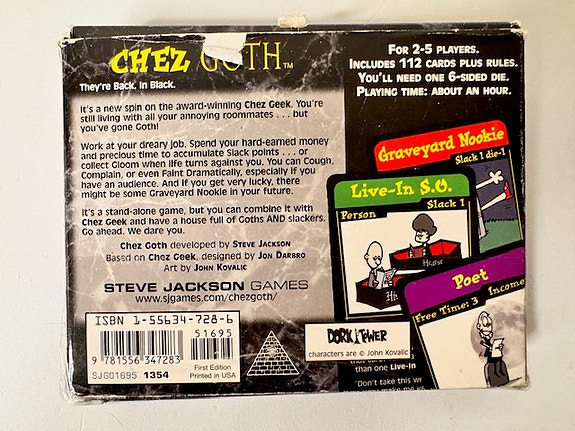 CHEZ GOTH™
They're Back. In Black.
It's a new spin on the award-winning Chez Geek. You're
still living with all your annoying roommates . . . but
you've gone Goth!
Work at your dreary job. Spend your hard-earned money
and precious time to accumulate Slack points . . . or
collect Gloom when life turns against you. You can Cough,
Complain, or even Faint Dramatically, especially if you
have an audience. And if you get very lucky, there
might be some Graveyard Nookie in your future.
It's a stand-alone game, but you can combine it with
Chez Geek and have a house full of Goths AND slackers.
Go ahead. We dare you.
Chez Goth developed by Steve Jackson
Based on Chez Geek, designed by Jon Darbro
Art by John Kovalic
STEVE JACKSON GAMES
www.sjgames.com/chezgoth/
ISBN 1-55634-728-6
51695
9 781556 347283
SJG01695 1354
First Edition
Printed in USA
For 2-5 players.
Includes 112 cards plus rules.
You'll need one 6-sided die.
Playing time: about an hour.
Graveyard Nookie
Slack 1 die-1
Live-In S.O.
Person Slack 1
His
Hearse
Poet
Free Time: 3 Income
DORK TOWER
characters are © John Kovalic
than one Live-In
"Don't take this